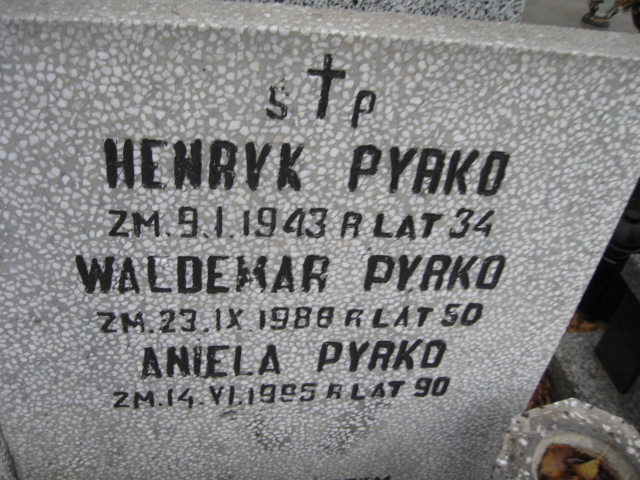 Ś P
HENRYK PYRKO
ZM. 9. I. 1943 R LAT 34
WALDEMAR PYRKO
ZM. 23. IX 1988 R LAT 50
ANIELA PYRKO
ZM. 14. VI. 1995 R LAT 90